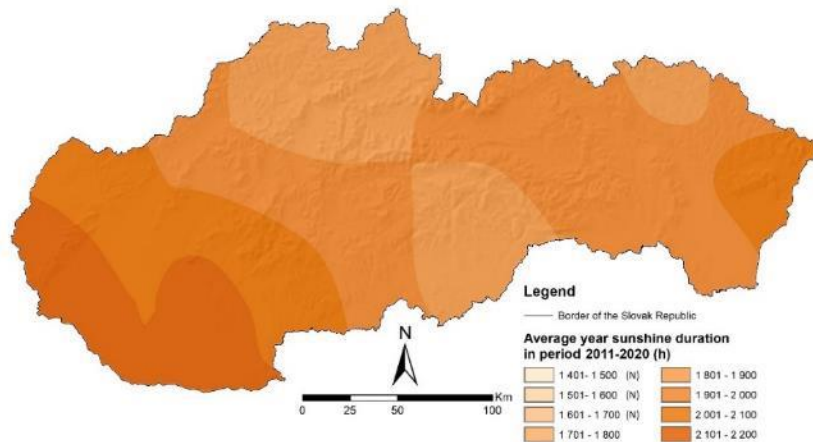 Legend
Border of the Slovak Republic
Average year sunshine duration
in period 2011-2020 (h)
1 401- 1 500 (N)
1 501- 1 600 (N)
1 601 - 1 700 (N)
1 701 - 1 800
1 801 - 1 900
1 901 - 2 000
2 001 - 2 100
2 101 - 2 200
N
Km
0 25 50 100